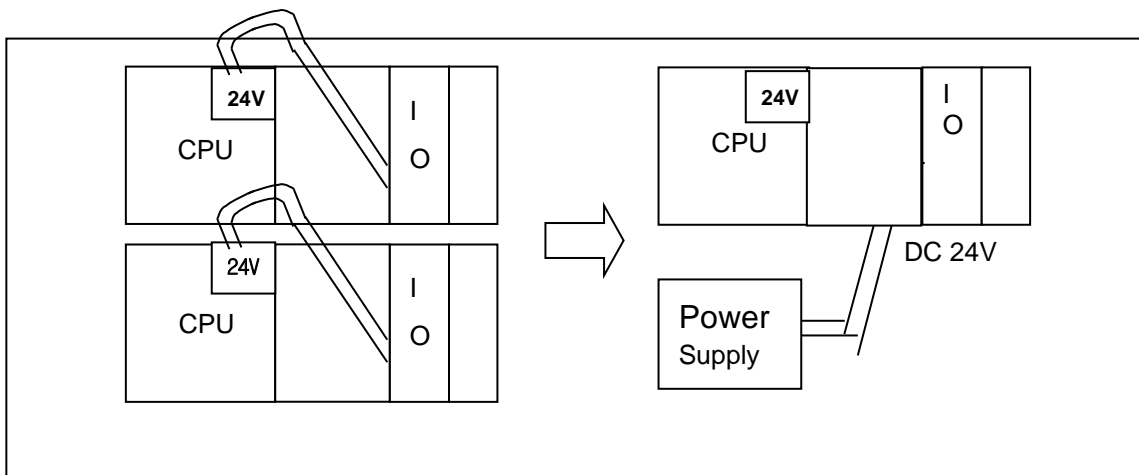 24V
CPU
I
O
24V
CPU
I
O
24V
CPU
I
O
DC 24V
Power
Supply